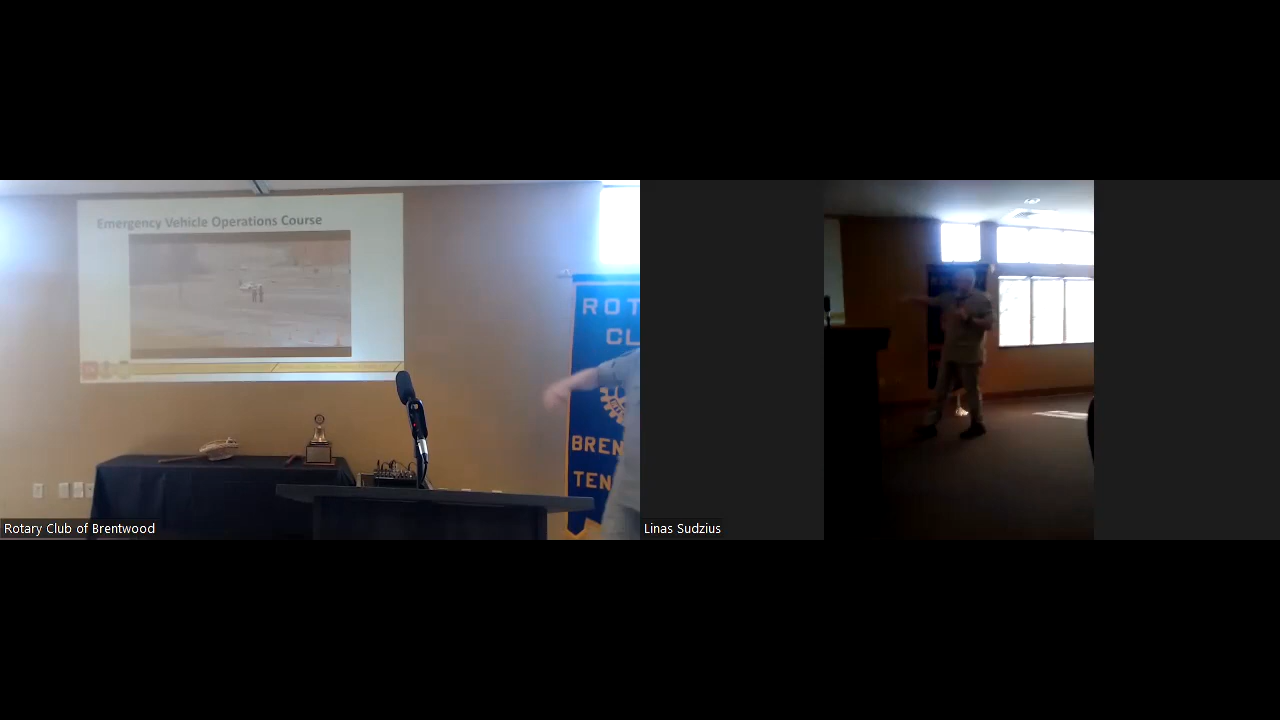 Emergency Vehicle Operations Course
ROT
CL
BREN
TEN
Rotary Club of Brentwood
Linas Sudzius